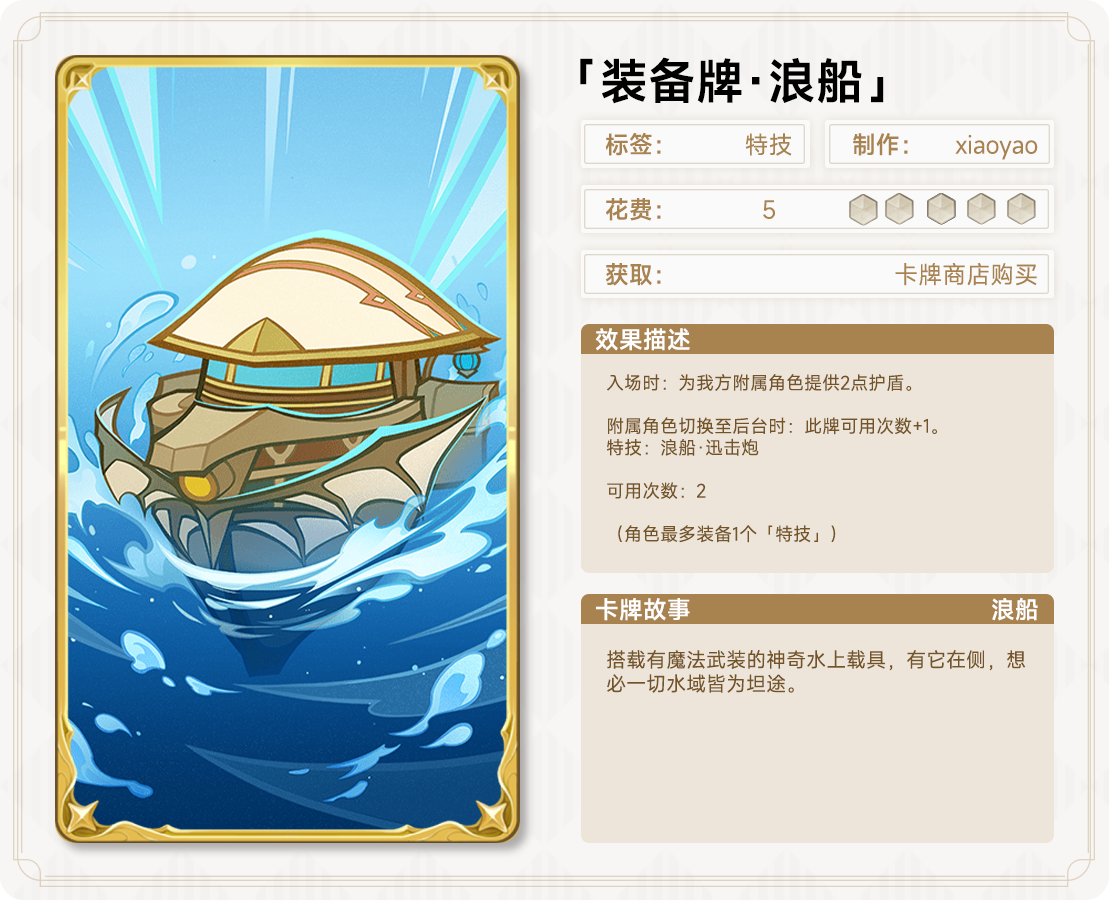 「装备牌·浪船」
标签： 特技 制作： xiaoyao
花费： 5
获取： 卡牌商店购买
效果描述
入场时：为我方附属角色提供2点护盾。
附属角色切换至后台时：此牌可用次数+1。
特技：浪船·迅击炮
可用次数：2
（角色最多装备1个「特技」）
卡牌故事 浪船
搭载有魔法武装的神奇水上载具，有它在侧，想
必一切水域皆为坦途。